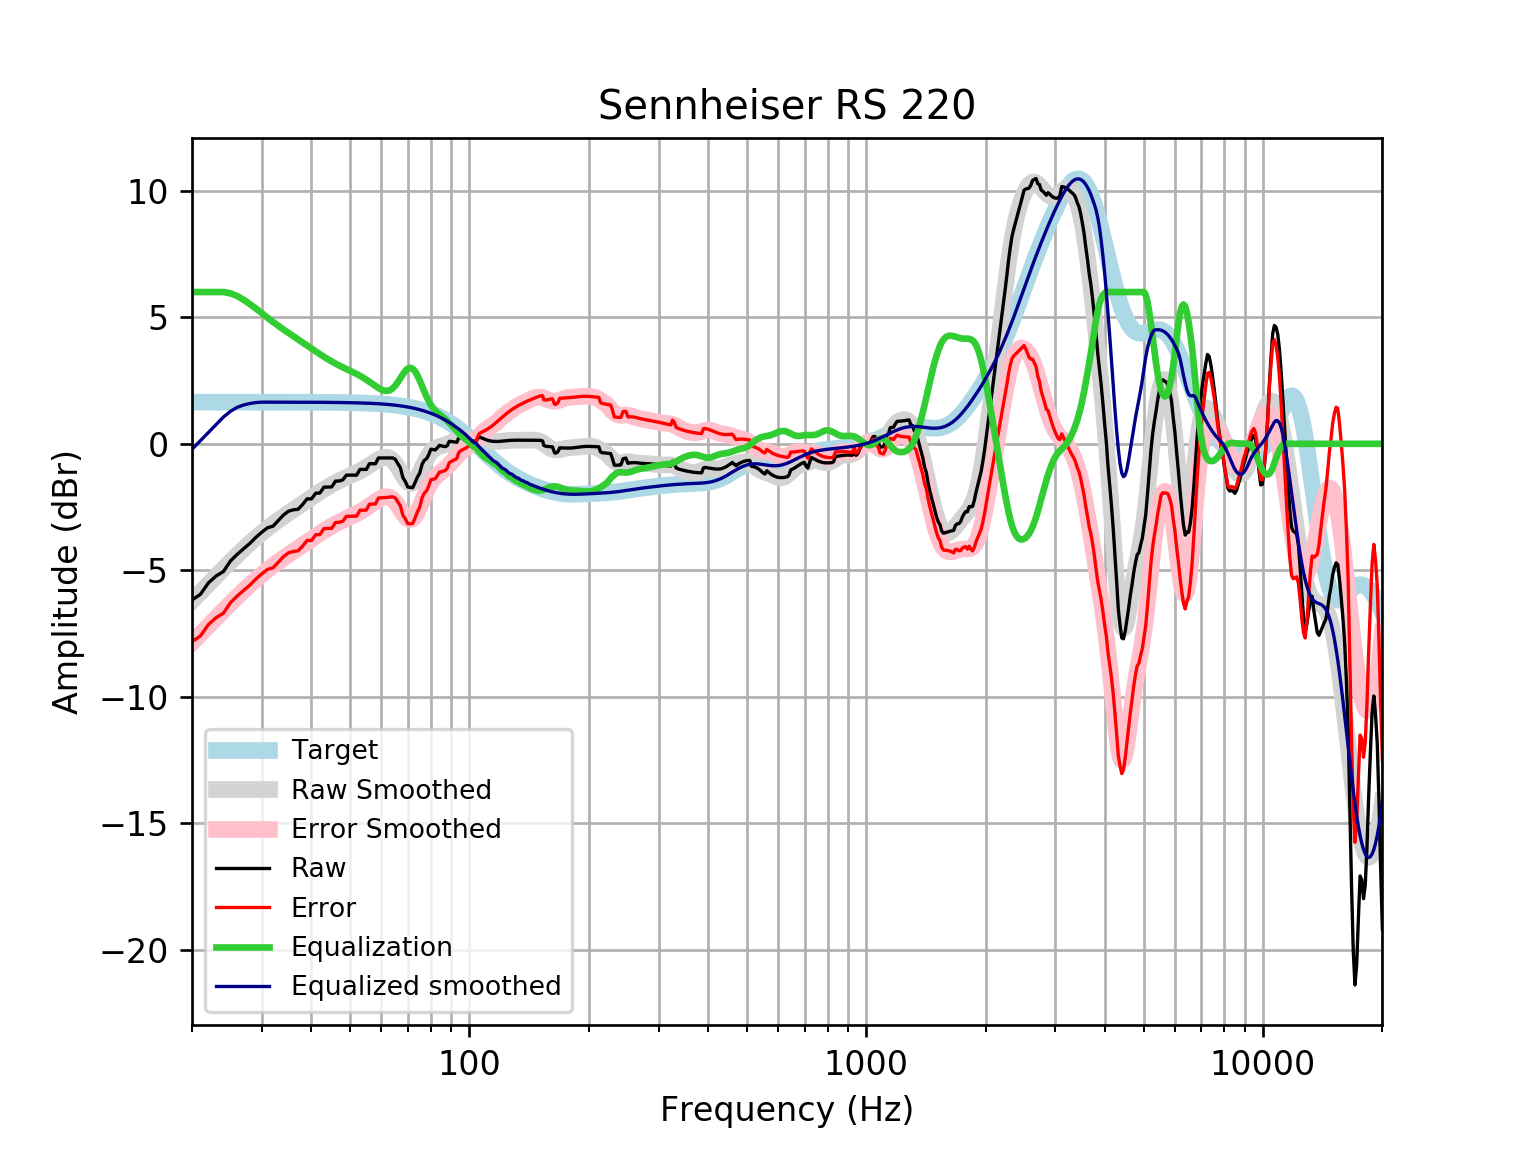 Sennheiser RS 220
Amplitude (dBr)
10
5
0
−5
−10
−15
−20
Target
Raw Smoothed
Error Smoothed
Raw
Error
Equalization
Equalized smoothed
100 1000 10000
Frequency (Hz)